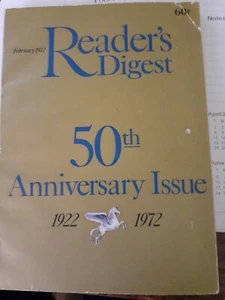 60¢
February 1972
Reader's
Digest
50th
Anniversary Issue
1922 1972